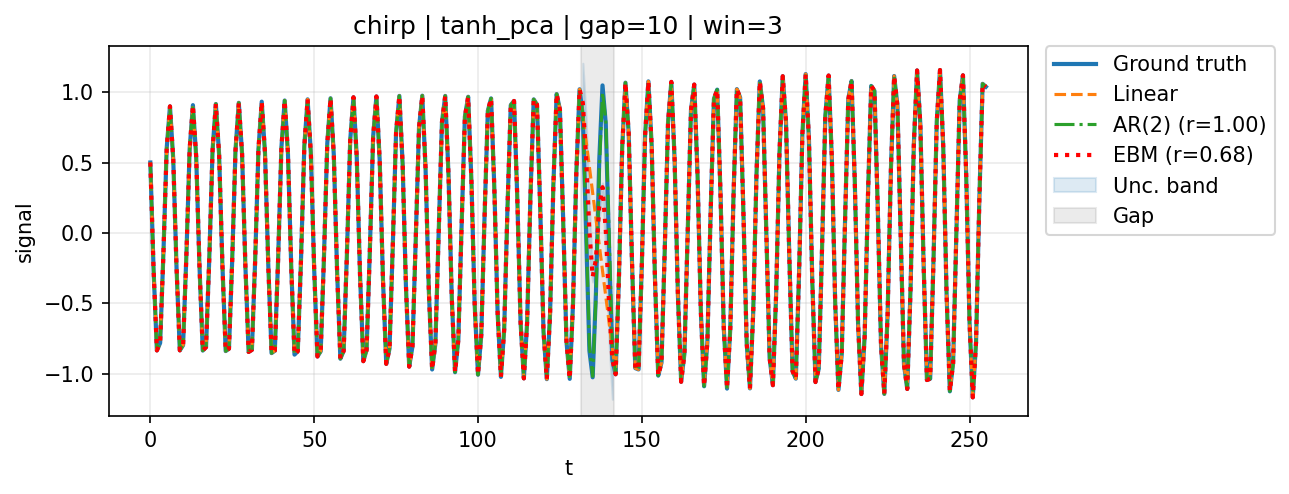 chirp | tanh_pca | gap=10 | win=3
signal
1.0
0.5
0.0
−0.5
−1.0
0
50
100
150
200
250
t
Ground truth
Linear
AR(2) (r=1.00)
EBM (r=0.68)
Unc. band
Gap